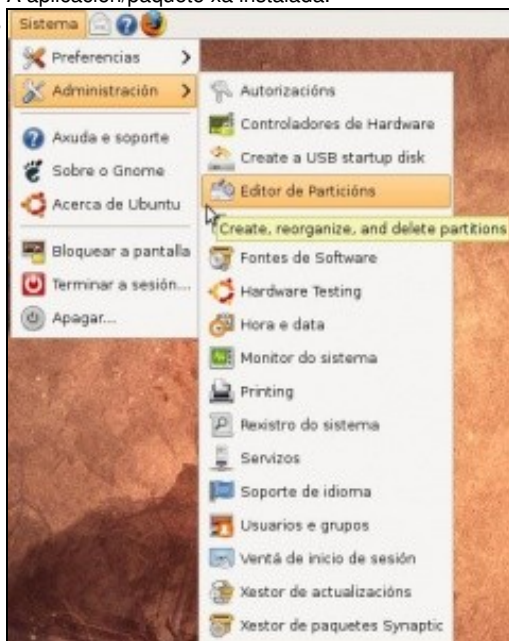 A aplicación/paquete xa instalada:
Sistema
Preferencias
Administración
Axuda e soporte
Sobre o Gnome
Acerca de Ubuntu
Bloquear a pantalla
Terminar a sesión...
Apagar...
Autorizacións
Controladores de Hardware
Create a USB startup disk
Editor de Particións
Create, reorganize, and delete partitions
Fontes de Software
Hardware Testing
Hora e data
Monitor do sistema
Printing
Rexistro do sistema
Servizos
Soporte de idioma
Usuarios e grupos
Ventá de inicio de sesión
Xestor de actualizacións
Xestor de paquetes Synaptic